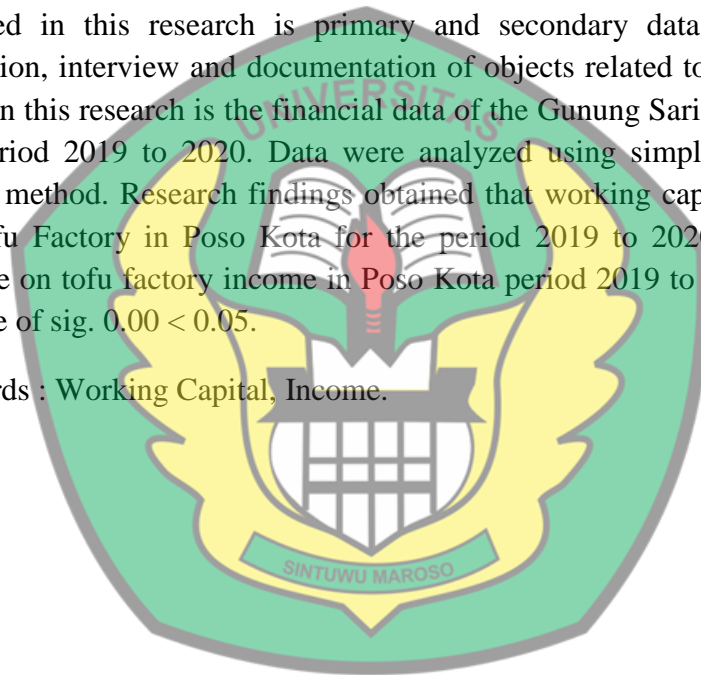 ed in this research is primary and secondary data
ion, interview and documentation of objects related to
n this research is the financial data of the Gunung Sari
riod 2019 to 2020. Data were analyzed using simpl
method. Research findings obtained that working cap
fu Factory in Poso Kota for the period 2019 to 2020
e on tofu factory income in Poso Kota period 2019 to
e of sig. 0.00 < 0.05.
rds : Working Capital, Income.
UNIVERSITAS
SINTUWU MAROSO